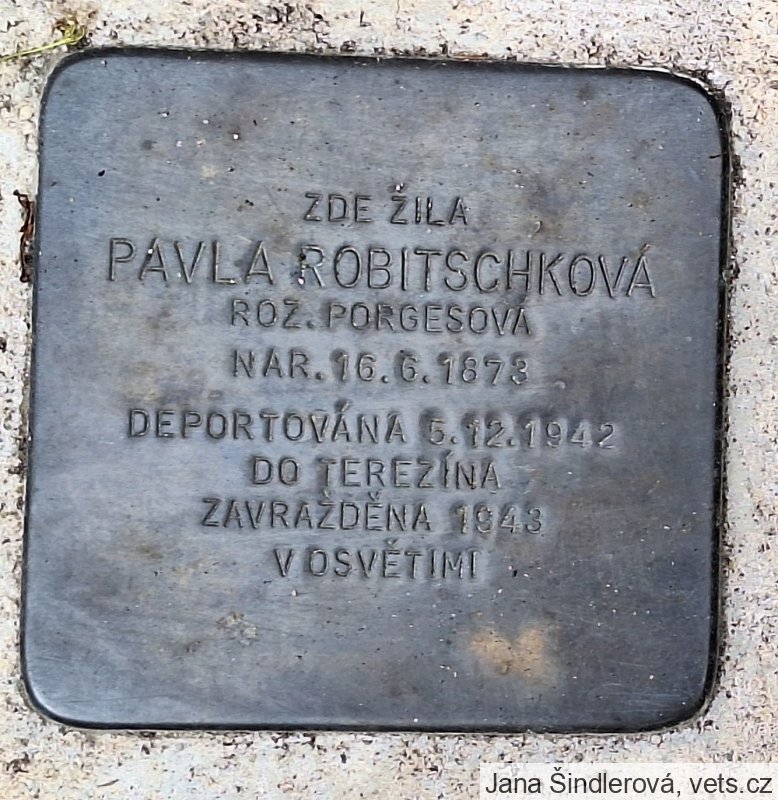 ZDE ŽILA
PAVLA ROBITSCHKOVÁ
ROZ. PORGESOVÁ
NAR. 16.6.1873
DEPORTOVÁNA 5.12.1942
DO TEREZÍNA
ZAVRAŽDĚNA 1943
V OSVĚTIMI
Jana Šindlerová, vets.cz